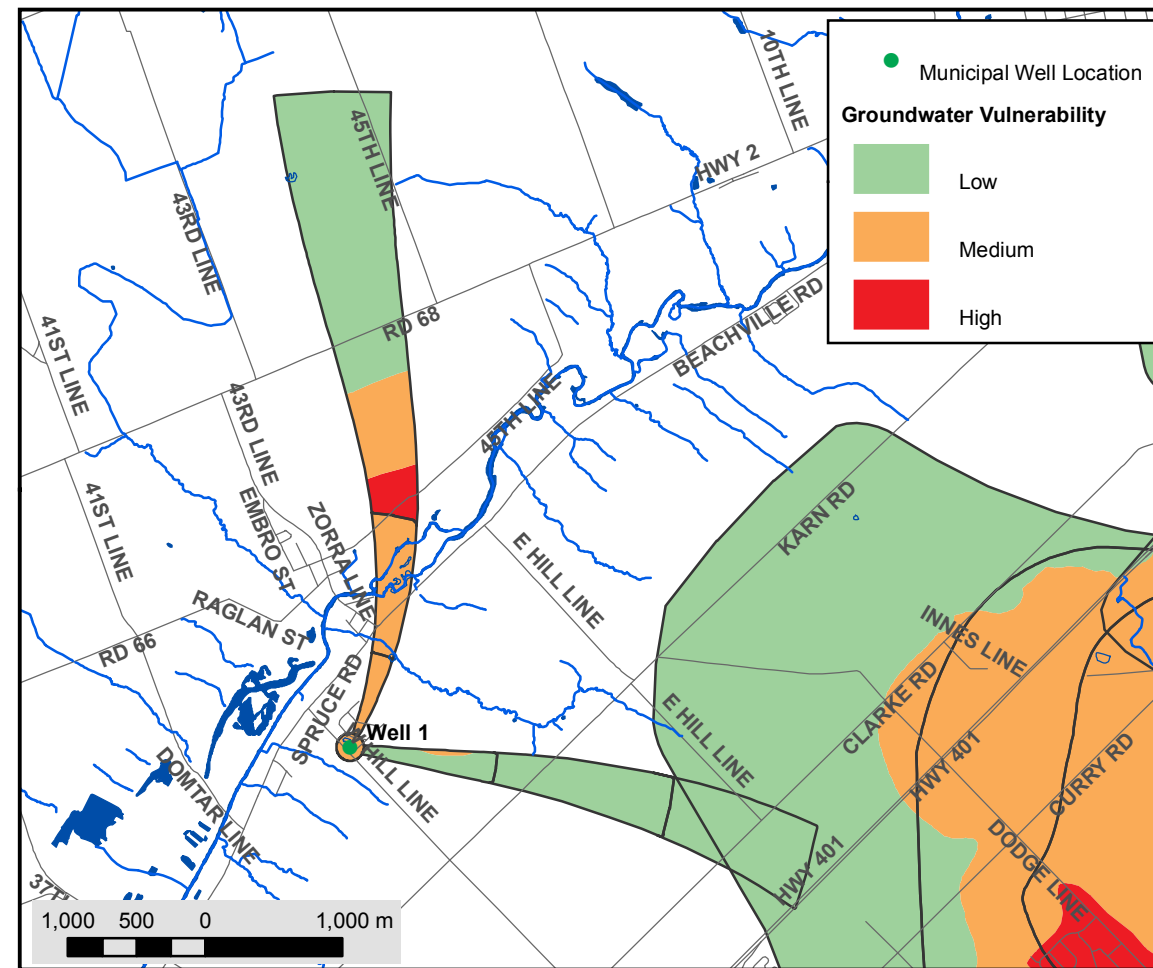 Municipal Well Location
Groundwater Vulnerability
Low
Medium
High
10TH LINE
45TH LINE
HWY 2
43RD LINE
RD 68
BEACHVILLE RD
41ST LINE
43RD LINE
45TH LINE
41ST LINE
EMBRO ST
ZORRA LINE
KARN RD
E HILL LINE
RAGLAN ST
RD 66
INNES LINE
SPRUCE RD
CLARKE RD
E HILL LINE
Well 1
HILL LINE
HWY 401
CURRY RD
DOMTAR LINE
DODGE LINE
HWY 401
1,000 500 0 1,000 m